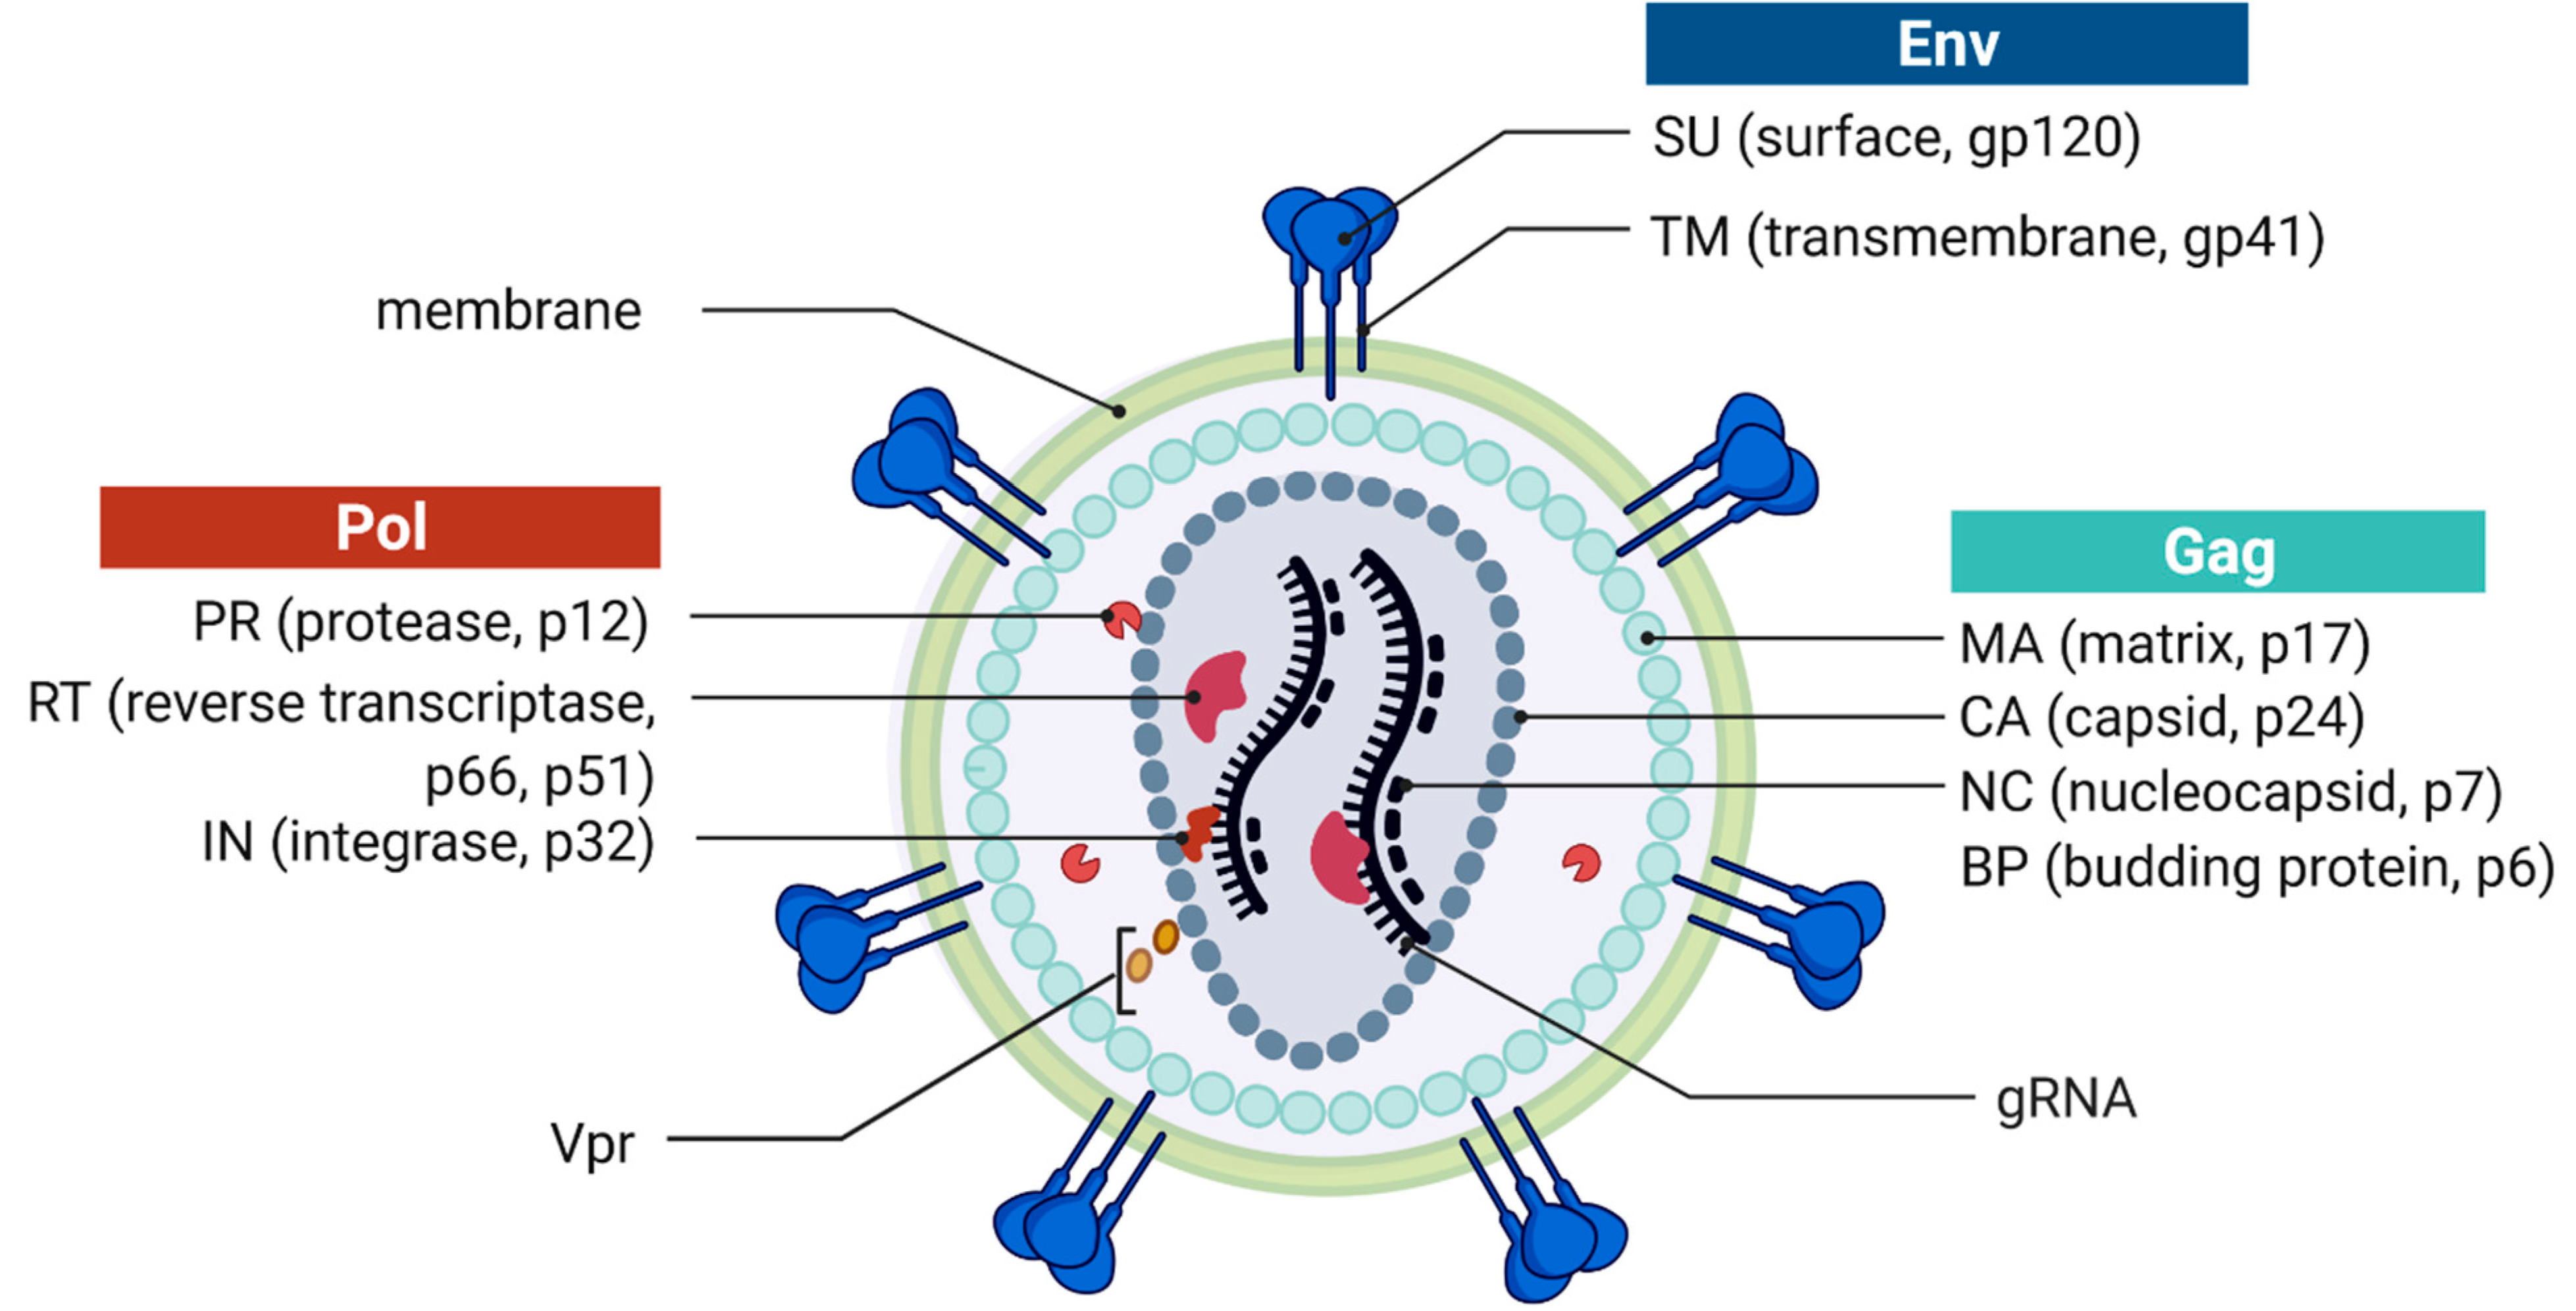 Env
SU (surface, gp120)
TM (transmembrane, gp41)
membrane
Pol
PR (protease, p12)
RT (reverse transcriptase,
p66, p51)
IN (integrase, p32)
Gag
MA (matrix, p17)
CA (capsid, p24)
NC (nucleocapsid, p7)
BP (budding protein, p6)
Vpr
gRNA